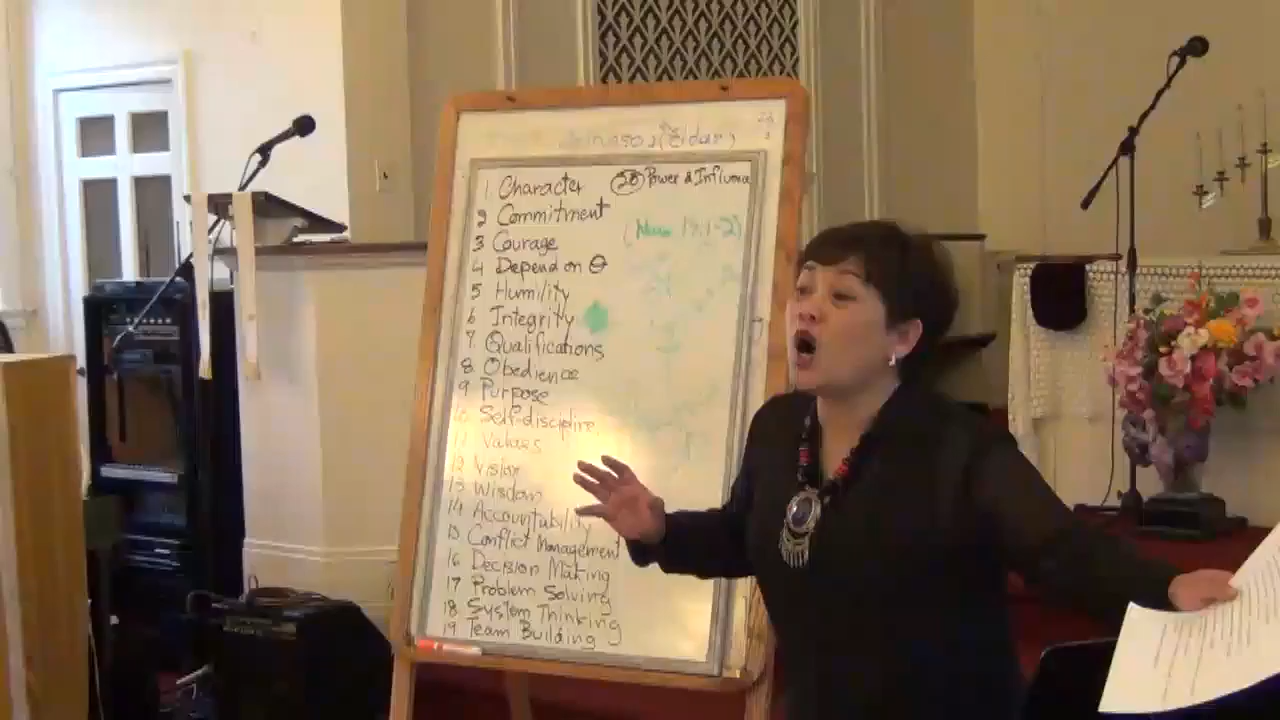 1. Character
20 Power & Influence
2 Commitment
3 Courage
4 Depend on Θ
5 Humility
6 Integrity
7 Qualifications
8 Obedience
9 Purpose
10 Self-discipline
11 Values
12 Vision
13 Wisdom
14 Accountability
15 Conflict Management
16 Decision Making
17 Problem Solving
18 System Thinking
19 Team Building